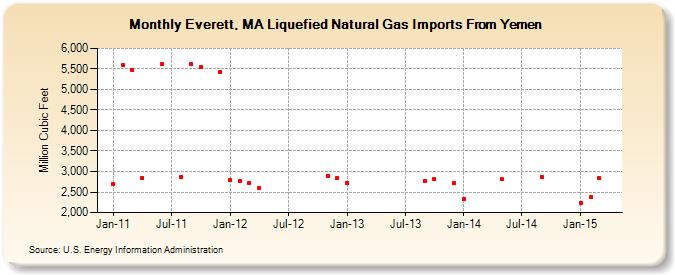 Monthly Everett, MA Liquefied Natural Gas Imports From Yemen
Million Cubic Feet
6,000
5,500
5,000
4,500
4,000
3,500
3,000
2,500
2,000
Jan-11 Jul-11 Jan-12 Jul-12 Jan-13 Jul-13 Jan-14 Jul-14 Jan-15
Source: U.S. Energy Information Administration